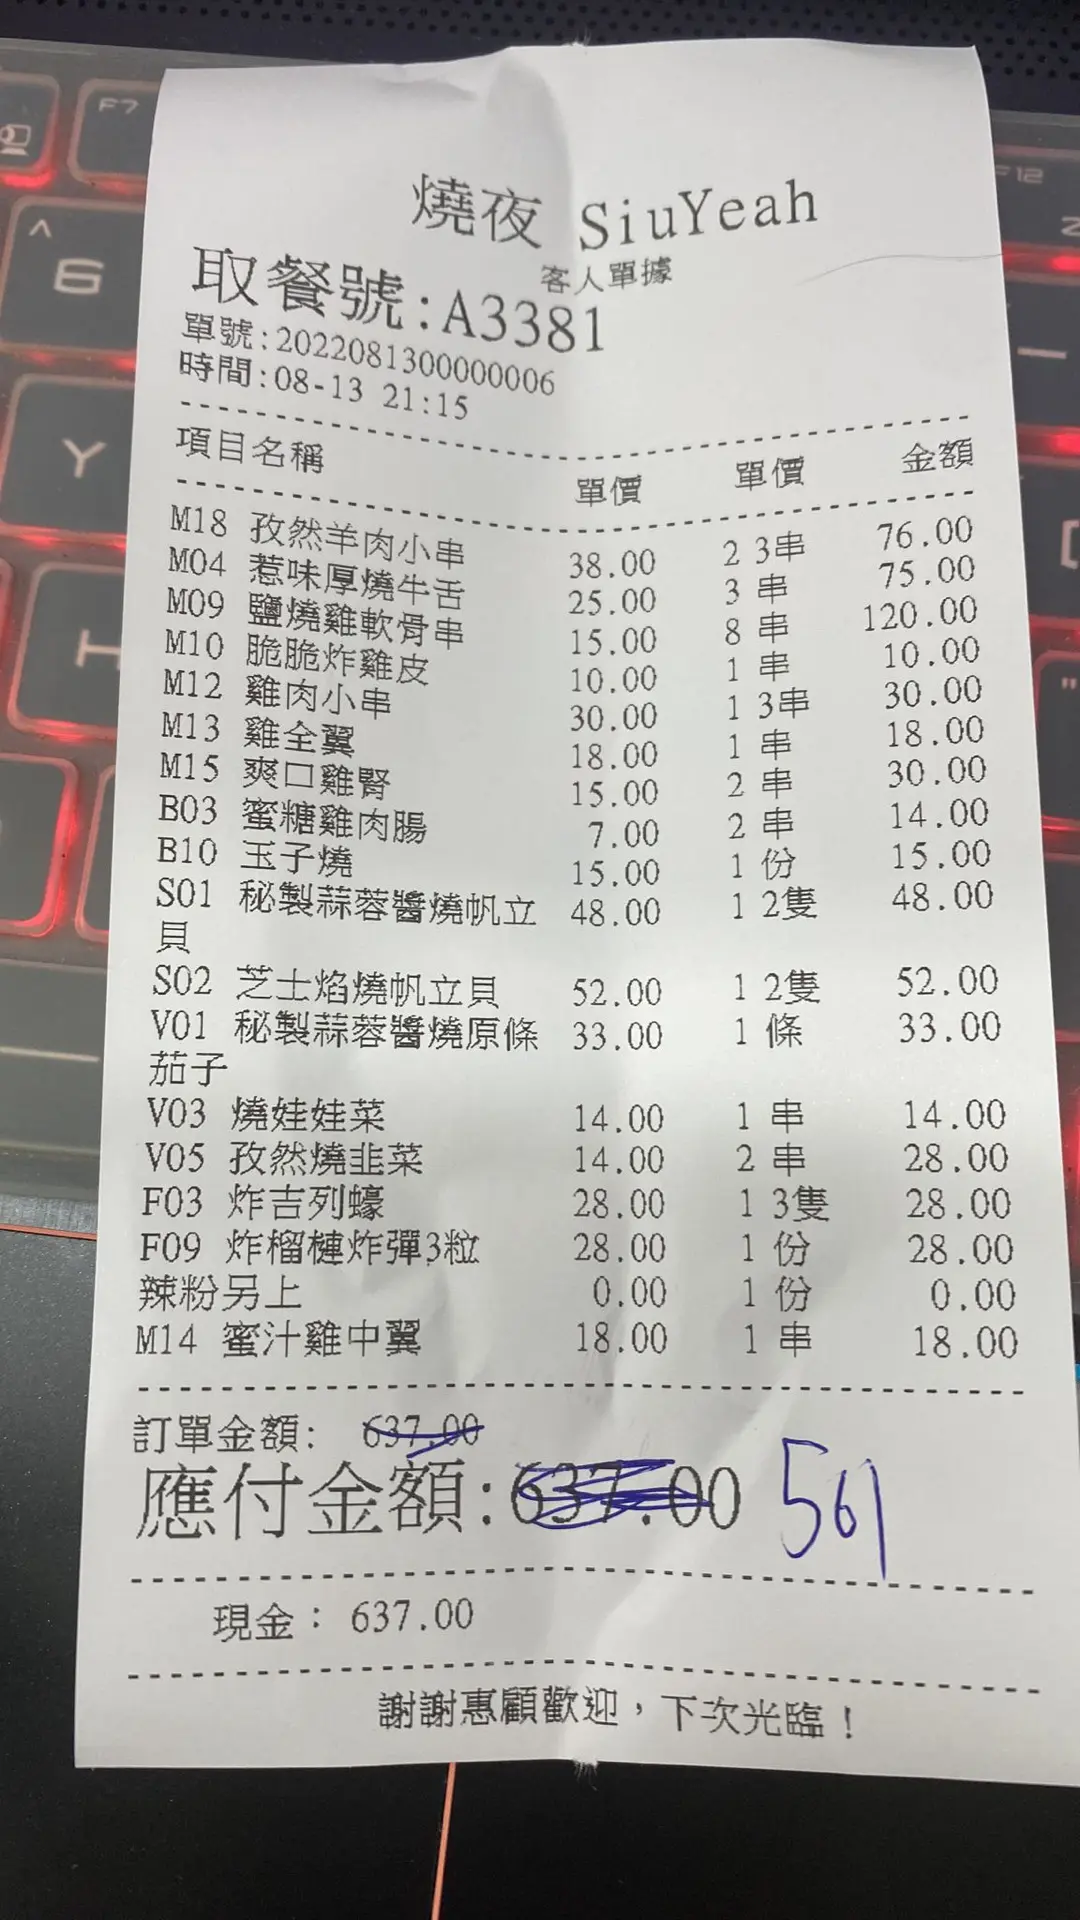 燒夜 SiuYeah
客人單據
取餐號:A3381
單號:2022081300000006
時間:08-13 21:15
項目名稱 單價 單價 金額
M18 孜然羊肉小串 38.00 2 3串 76.00
M04 惹味厚燒牛舌 25.00 3 串 75.00
M09 鹽燒雞軟骨串 15.00 8 串 120.00
M10 脆脆炸雞皮 10.00 1 串 10.00
M12 雞肉小串 30.00 1 3串 30.00
M13 雞全翼 18.00 1 串 18.00
M15 爽口雞腎 15.00 2 串 30.00
B03 蜜糖雞肉腸 7.00 2 串 14.00
B10 玉子燒 15.00 1 份 15.00
S01 秘製蒜蓉醬燒帆立 48.00 1 2隻 48.00
貝
S02 芝士焰燒帆立貝 52.00 1 2隻 52.00
V01 秘製蒜蓉醬燒原條 33.00 1 條 33.00
茄子
V03 燒娃娃菜 14.00 1 串 14.00
V05 孜然燒韭菜 14.00 2 串 28.00
F03 炸吉列蠔 28.00 1 3隻 28.00
F09 炸榴槤炸彈3粒 28.00 1 份 28.00
辣粉另上 0.00 1 份 0.00
M14 蜜汁雞中翼 18.00 1 串 18.00
訂單金額: 637.00
應付金額:637.00 561
現金: 637.00
謝謝惠顧歡迎,下次光臨!
F7
F12
6
^
Y
H